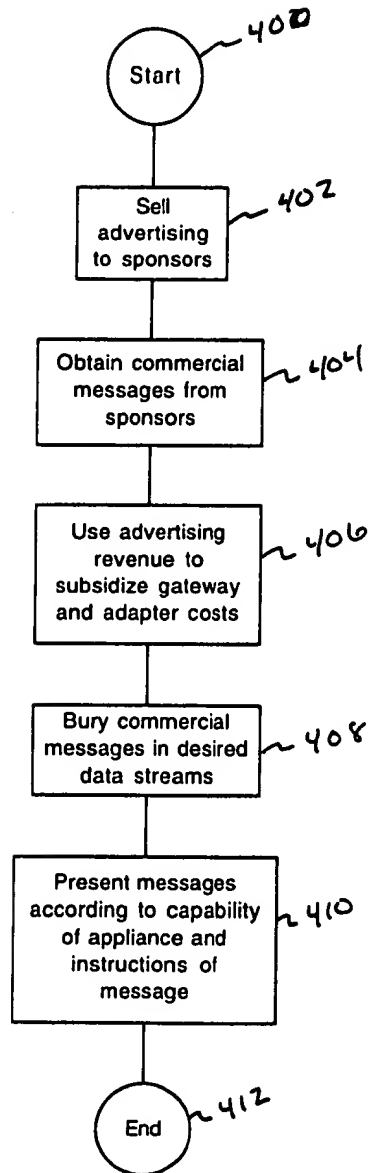 400
Start
402
Sell
advertising
to sponsors
404
Obtain commercial
messages from
sponsors
406
Use advertising
revenue to
subsidize gateway
and adapter costs
408
Bury commercial
messages in desired
data streams
410
Present messages
according to capability
of appliance and
instructions of
message
412
End